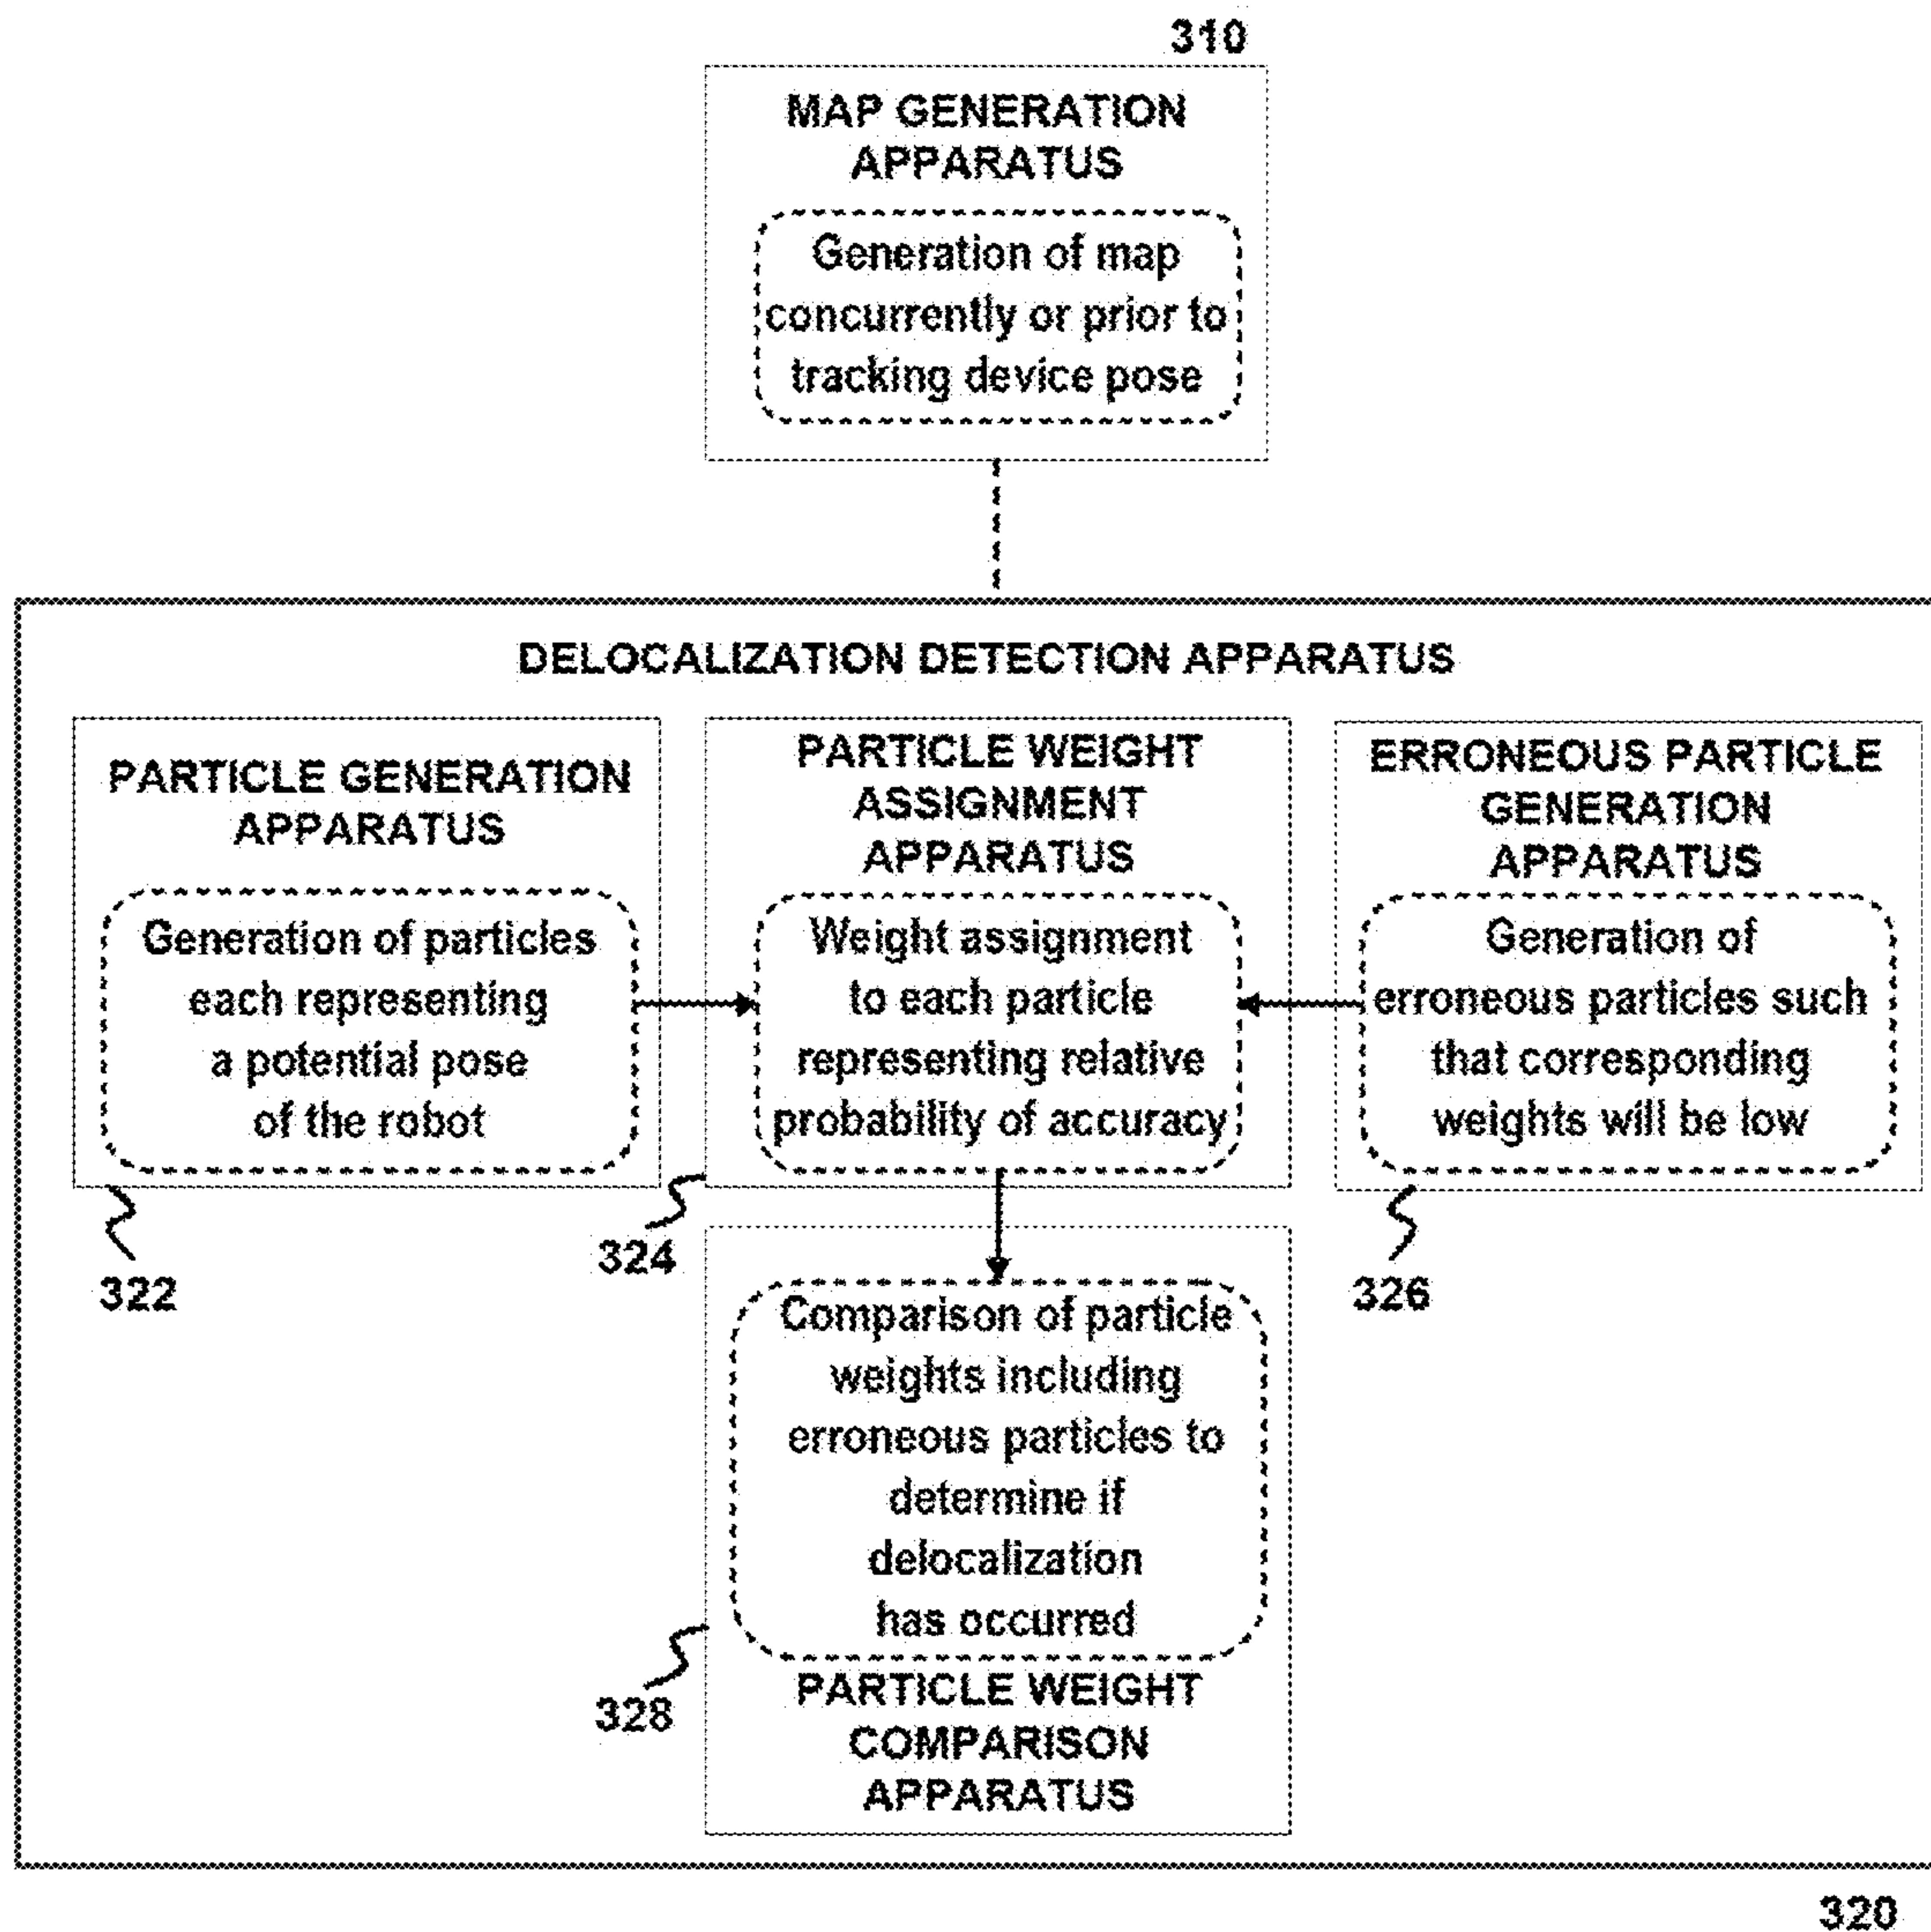 310
MAP GENERATION
APPARATUS
Generation of map
concurrently or prior to
tracking device pose
DELOCALIZATION DETECTION APPARATUS
PARTICLE GENERATION
APPARATUS
Generation of particles
each representing
a potential pose
of the robot
322
PARTICLE WEIGHT
ASSIGNMENT
APPARATUS
Weight assignment
to each particle
representing relative
probability of accuracy
324
ERRONEOUS PARTICLE
GENERATION
APPARATUS
Generation of
erroneous particles such
that corresponding
weights will be low
326
Comparison of particle
weights including
erroneous particles to
determine if
delocalization
has occurred
328
PARTICLE WEIGHT
COMPARISON
APPARATUS
320